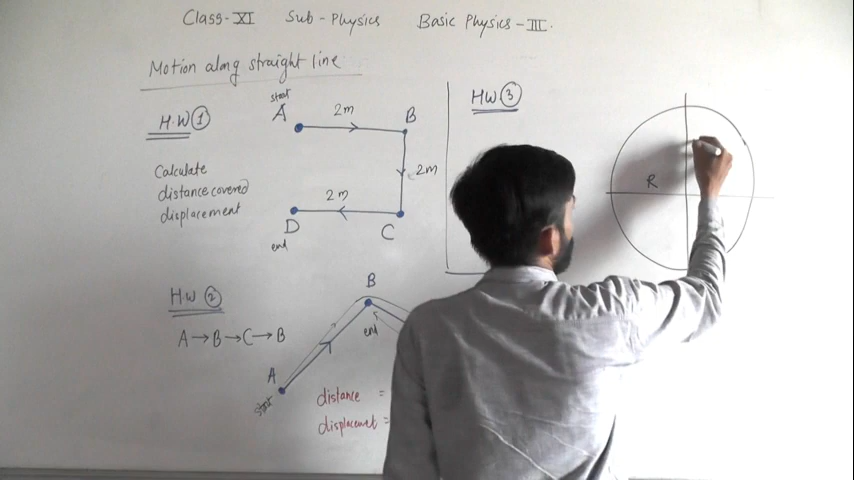 Class-XI Sub-Physics Basic Physics-III.
Motion along straight line
H.W 1
Calculate
distance covered
displacement
start
A 2m B
2m
2m
D C
end
HW 2
A→B→C→B
B
end
A
start
distance =
displacemet =
HW 3
R